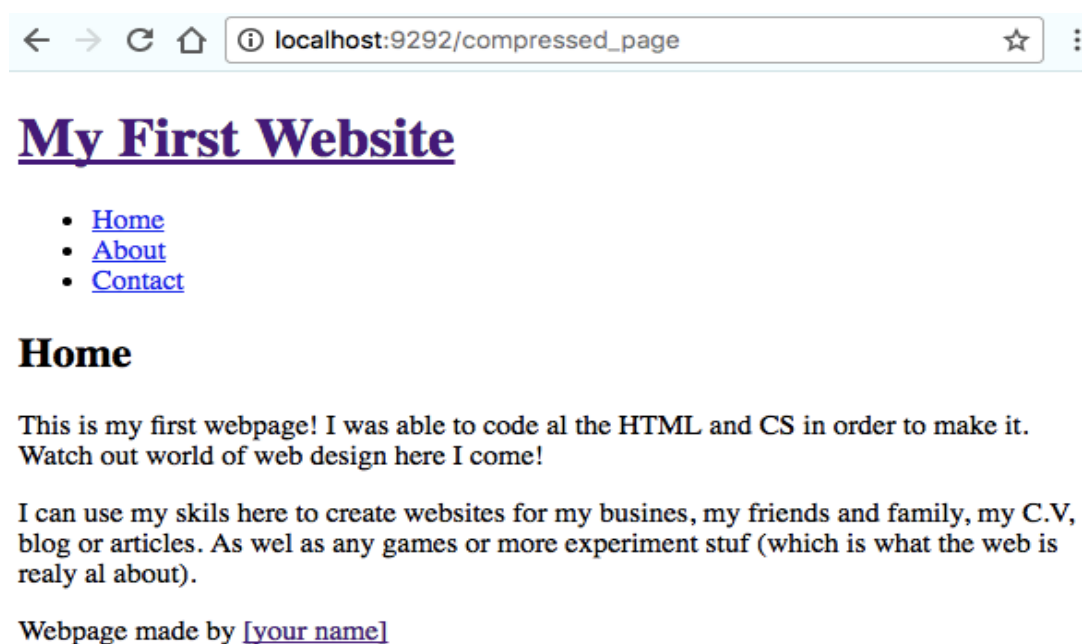 localhost:9292/compressed_page
My First Website
Home
About
Contact
Home
This is my first webpage! I was able to code al the HTML and CS in order to make it.
Watch out world of web design here I come!
I can use my skils here to create websites for my busines, my friends and family, my C.V,
blog or articles. As wel as any games or more experiment stuf (which is what the web is
realy al about).
Webpage made by [your name]